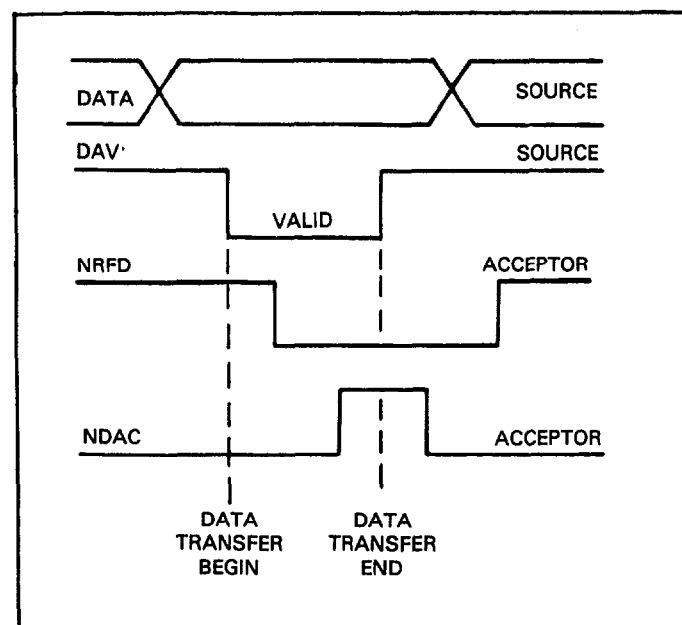 DATA SOURCE
DAV SOURCE
VALID
NRFD ACCEPTOR
NDAC ACCEPTOR
DATA TRANSFER BEGIN
DATA TRANSFER END